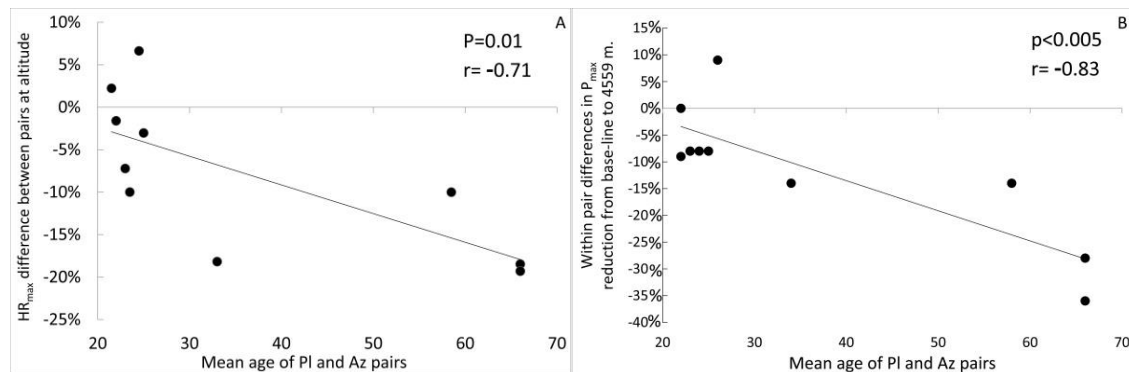 A
P=0.01
r= -0.71
HRmax difference between pairs at altitude
10%
5%
0%
-5%
-10%
-15%
-20%
-25%
20 30 40 50 60 70
Mean age of Pl and Az pairs
B
p<0.005
r= -0.83
Within pair differences in Pmax
reduction from base-line to 4559 m.
15%
10%
5%
0%
-5%
-10%
-15%
-20%
-25%
-30%
-35%
-40%
20 30 40 50 60 70
Mean age of Pl and Az pairs